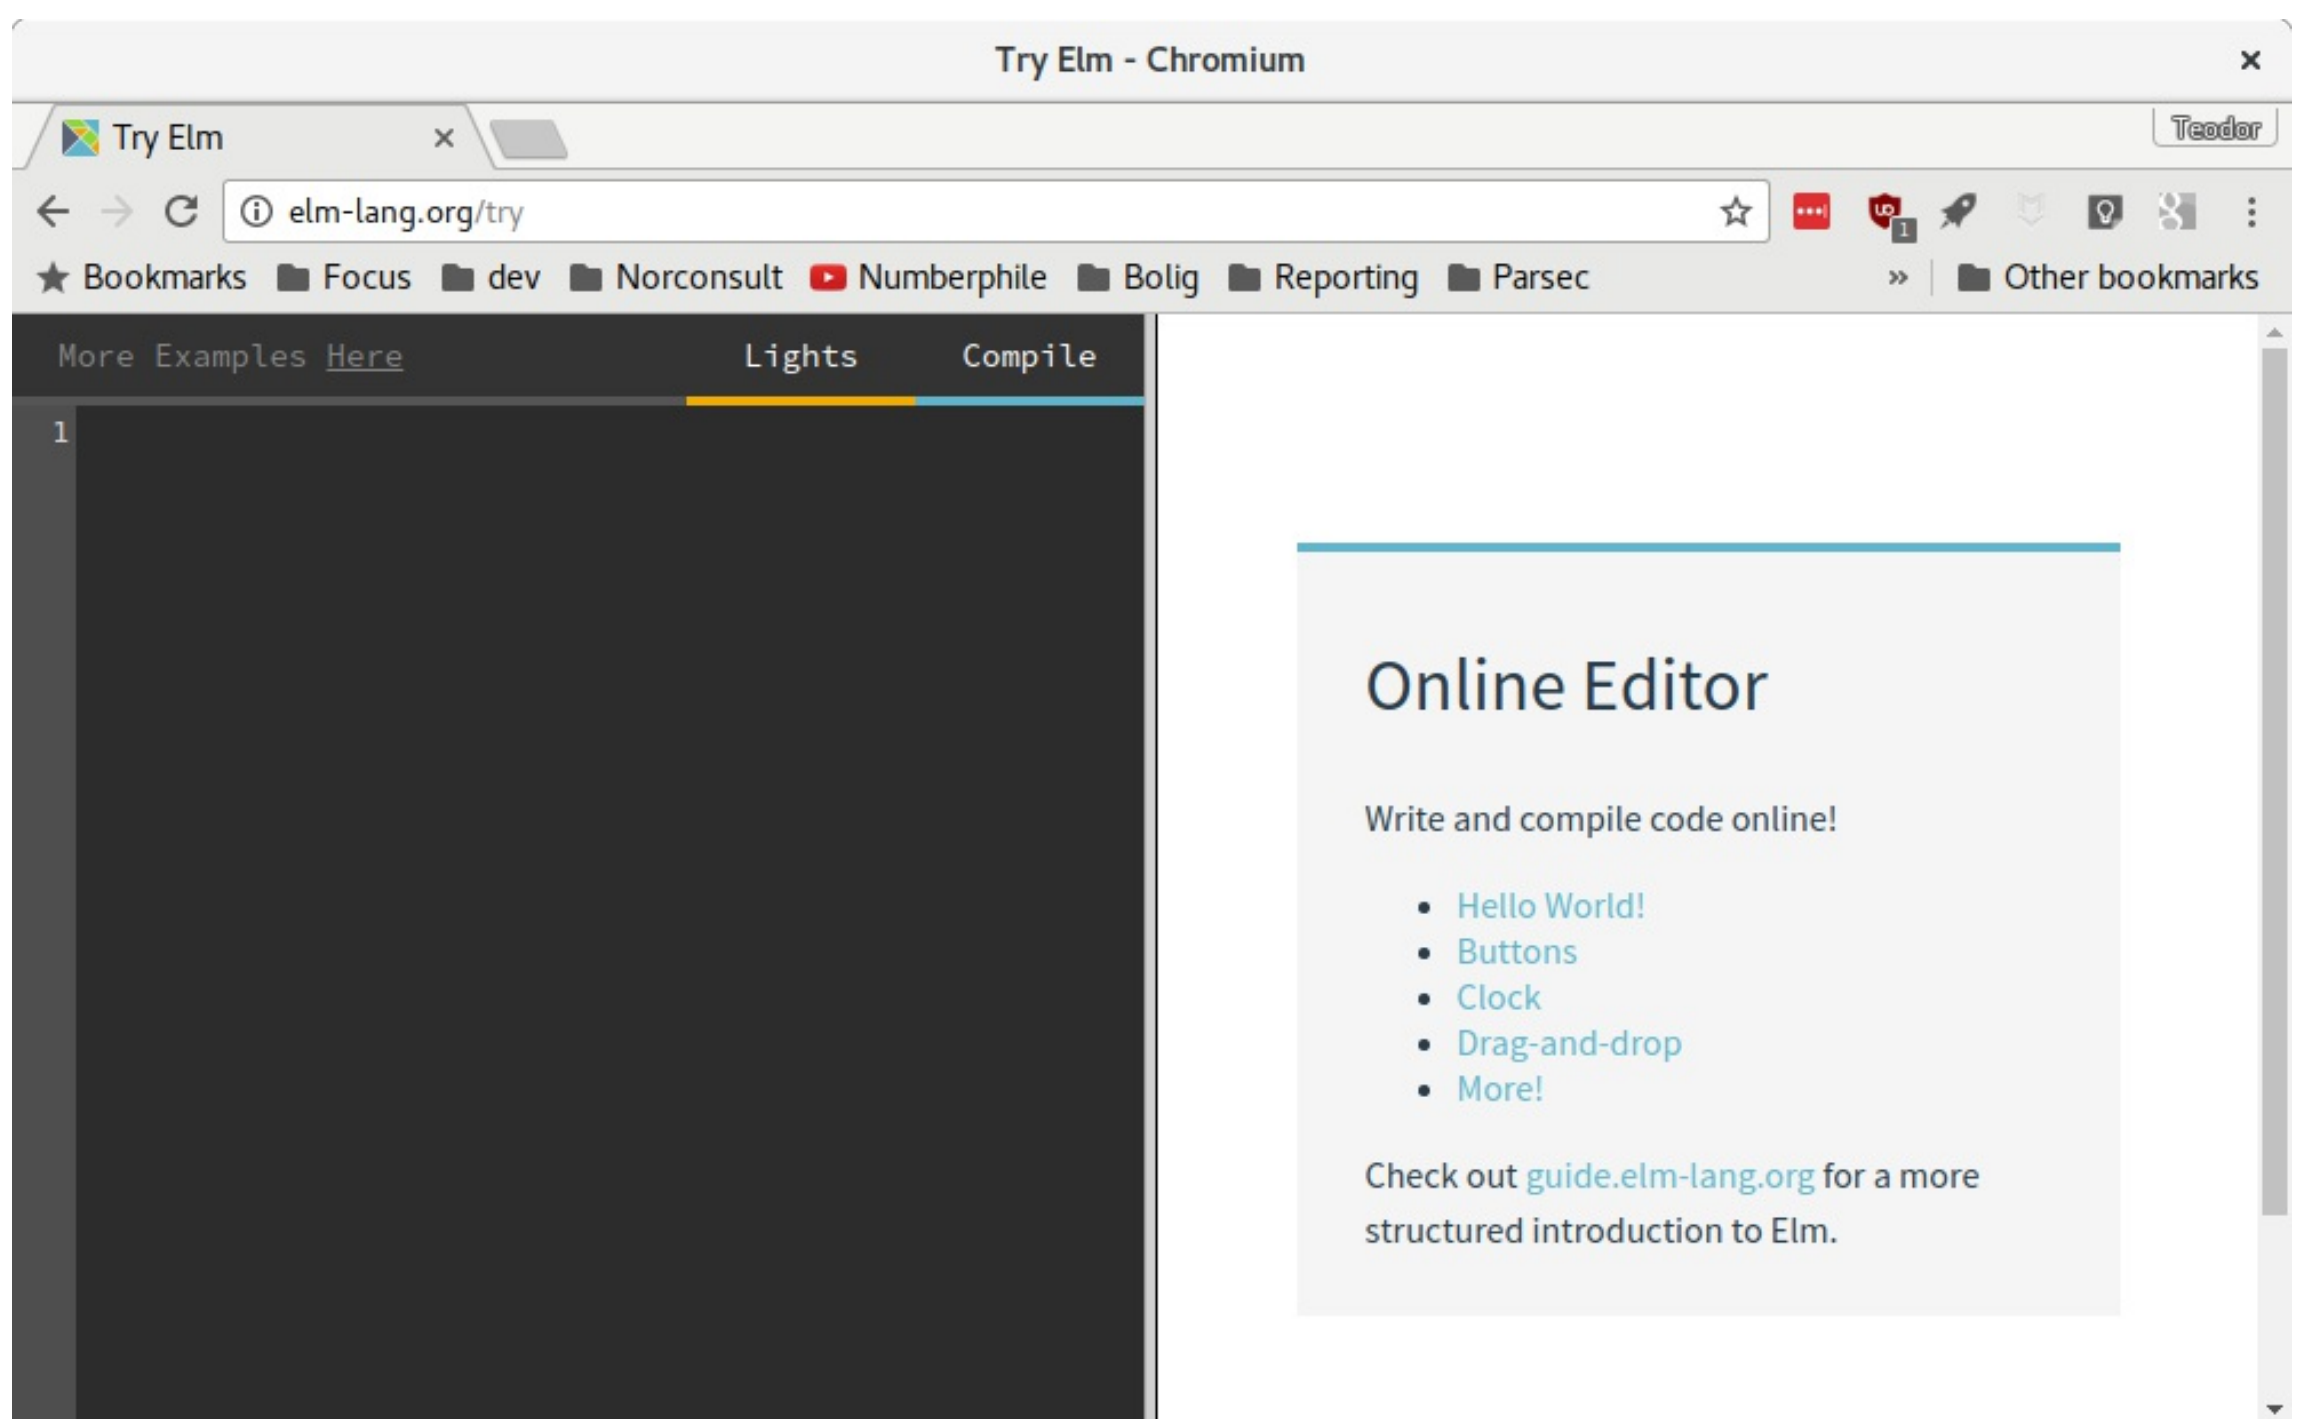 Try Elm - Chromium
Try Elm
Teodor
elm-lang.org/try
1
Bookmarks Focus dev Norconsult Numberphile Bolig Reporting Parsec » Other bookmarks
More Examples Here Lights Compile
1
Online Editor
Write and compile code online!
• Hello World!
• Buttons
• Clock
• Drag-and-drop
• More!
Check out guide.elm-lang.org for a more
structured introduction to Elm.